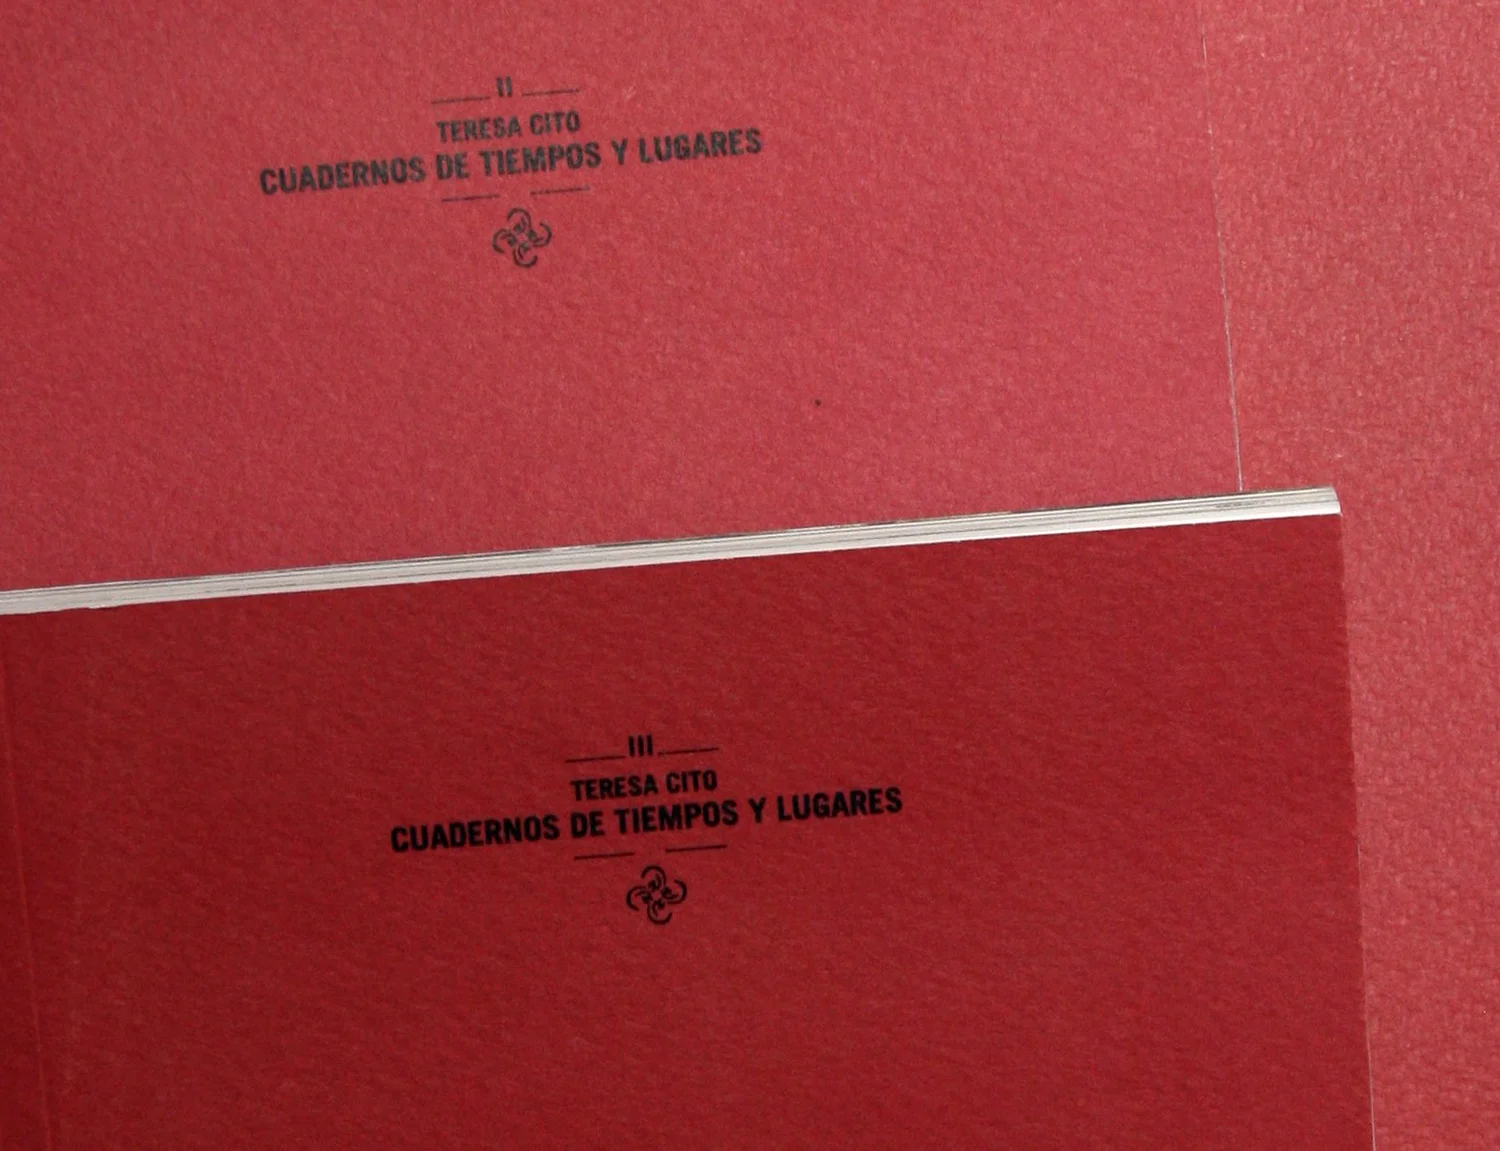 II
TERESA CITO
CUADERNOS DE TIEMPOS Y LUGARES
III
TERESA CITO
CUADERNOS DE TIEMPOS Y LUGARES